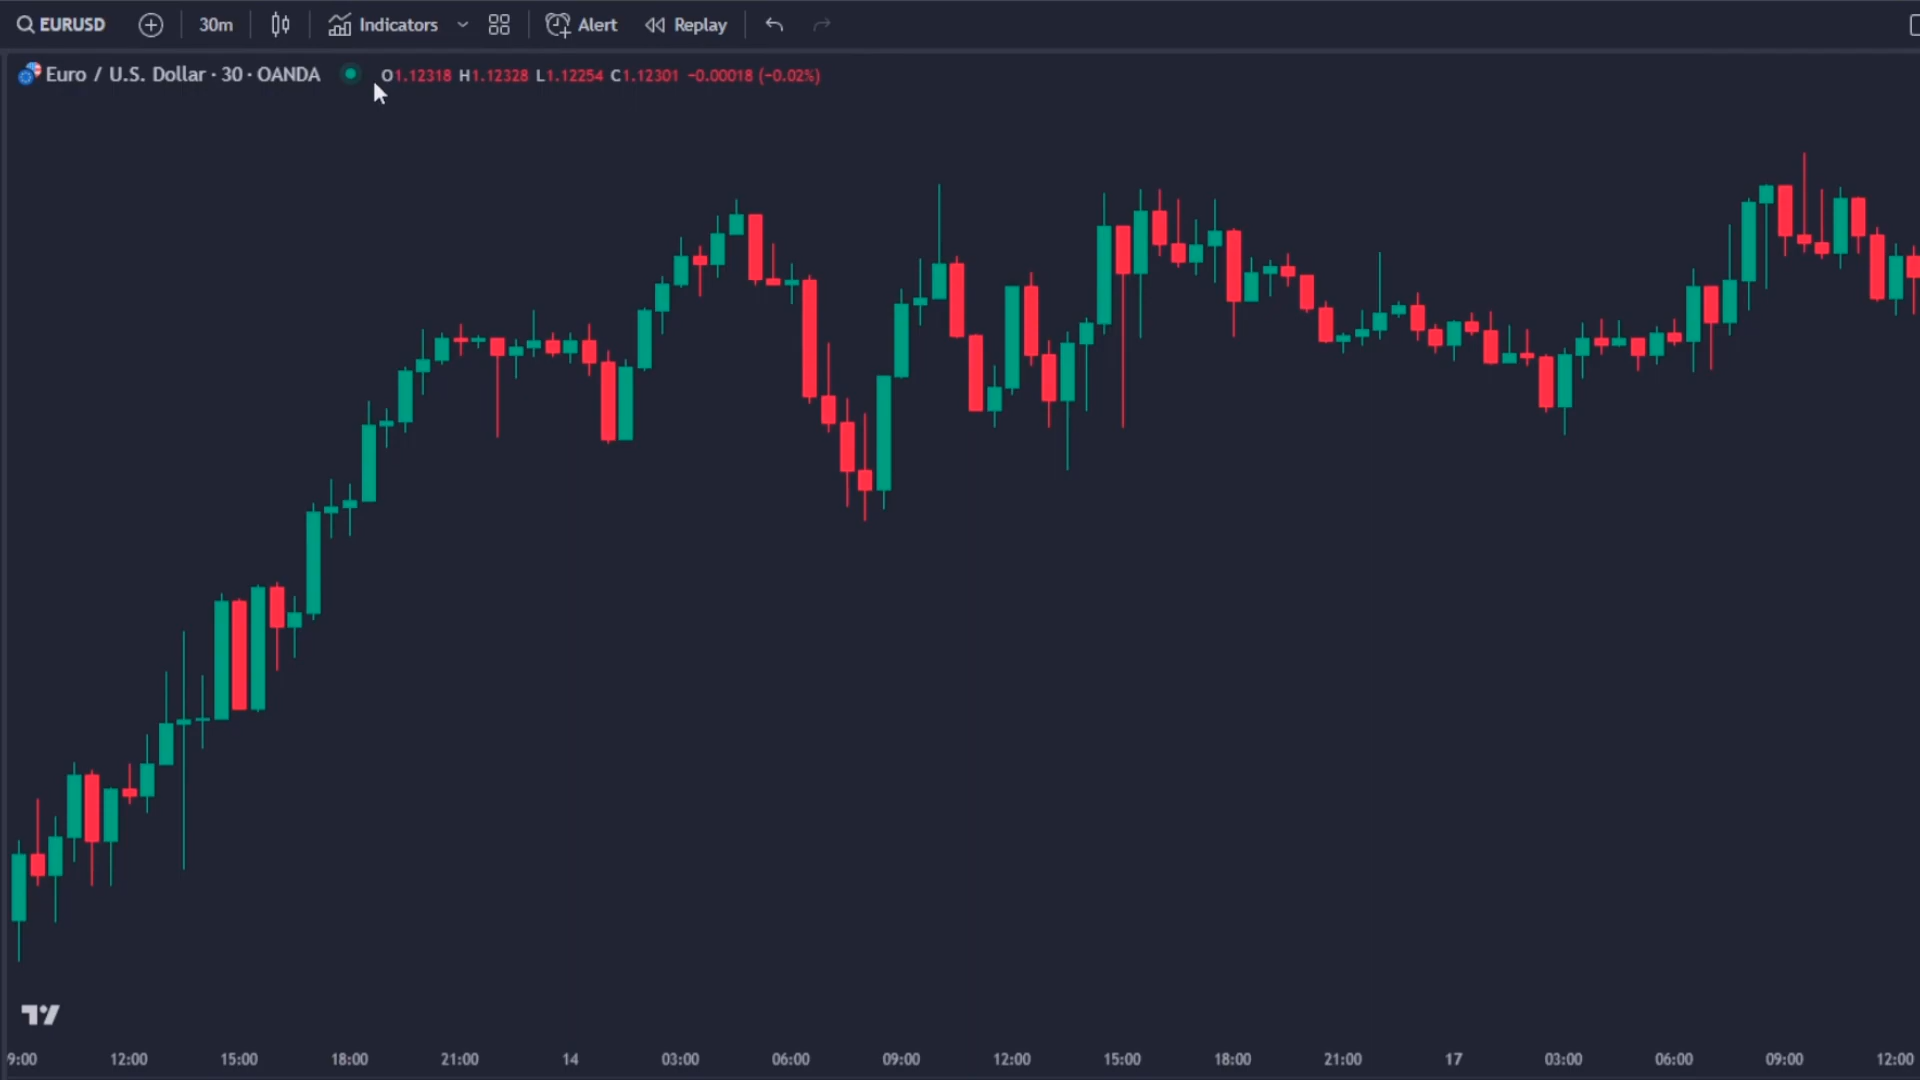 EURUSD 30m Indicators Alert Replay
Euro / U.S. Dollar · 30 · OANDA O1.12318 H1.12328 L1.12254 C1.12301 −0.00018 (−0.02%)
9:00 12:00 15:00 18:00 21:00 14 03:00 06:00 09:00 12:00 15:00 18:00 21:00 17 03:00 06:00 09:00 12:00